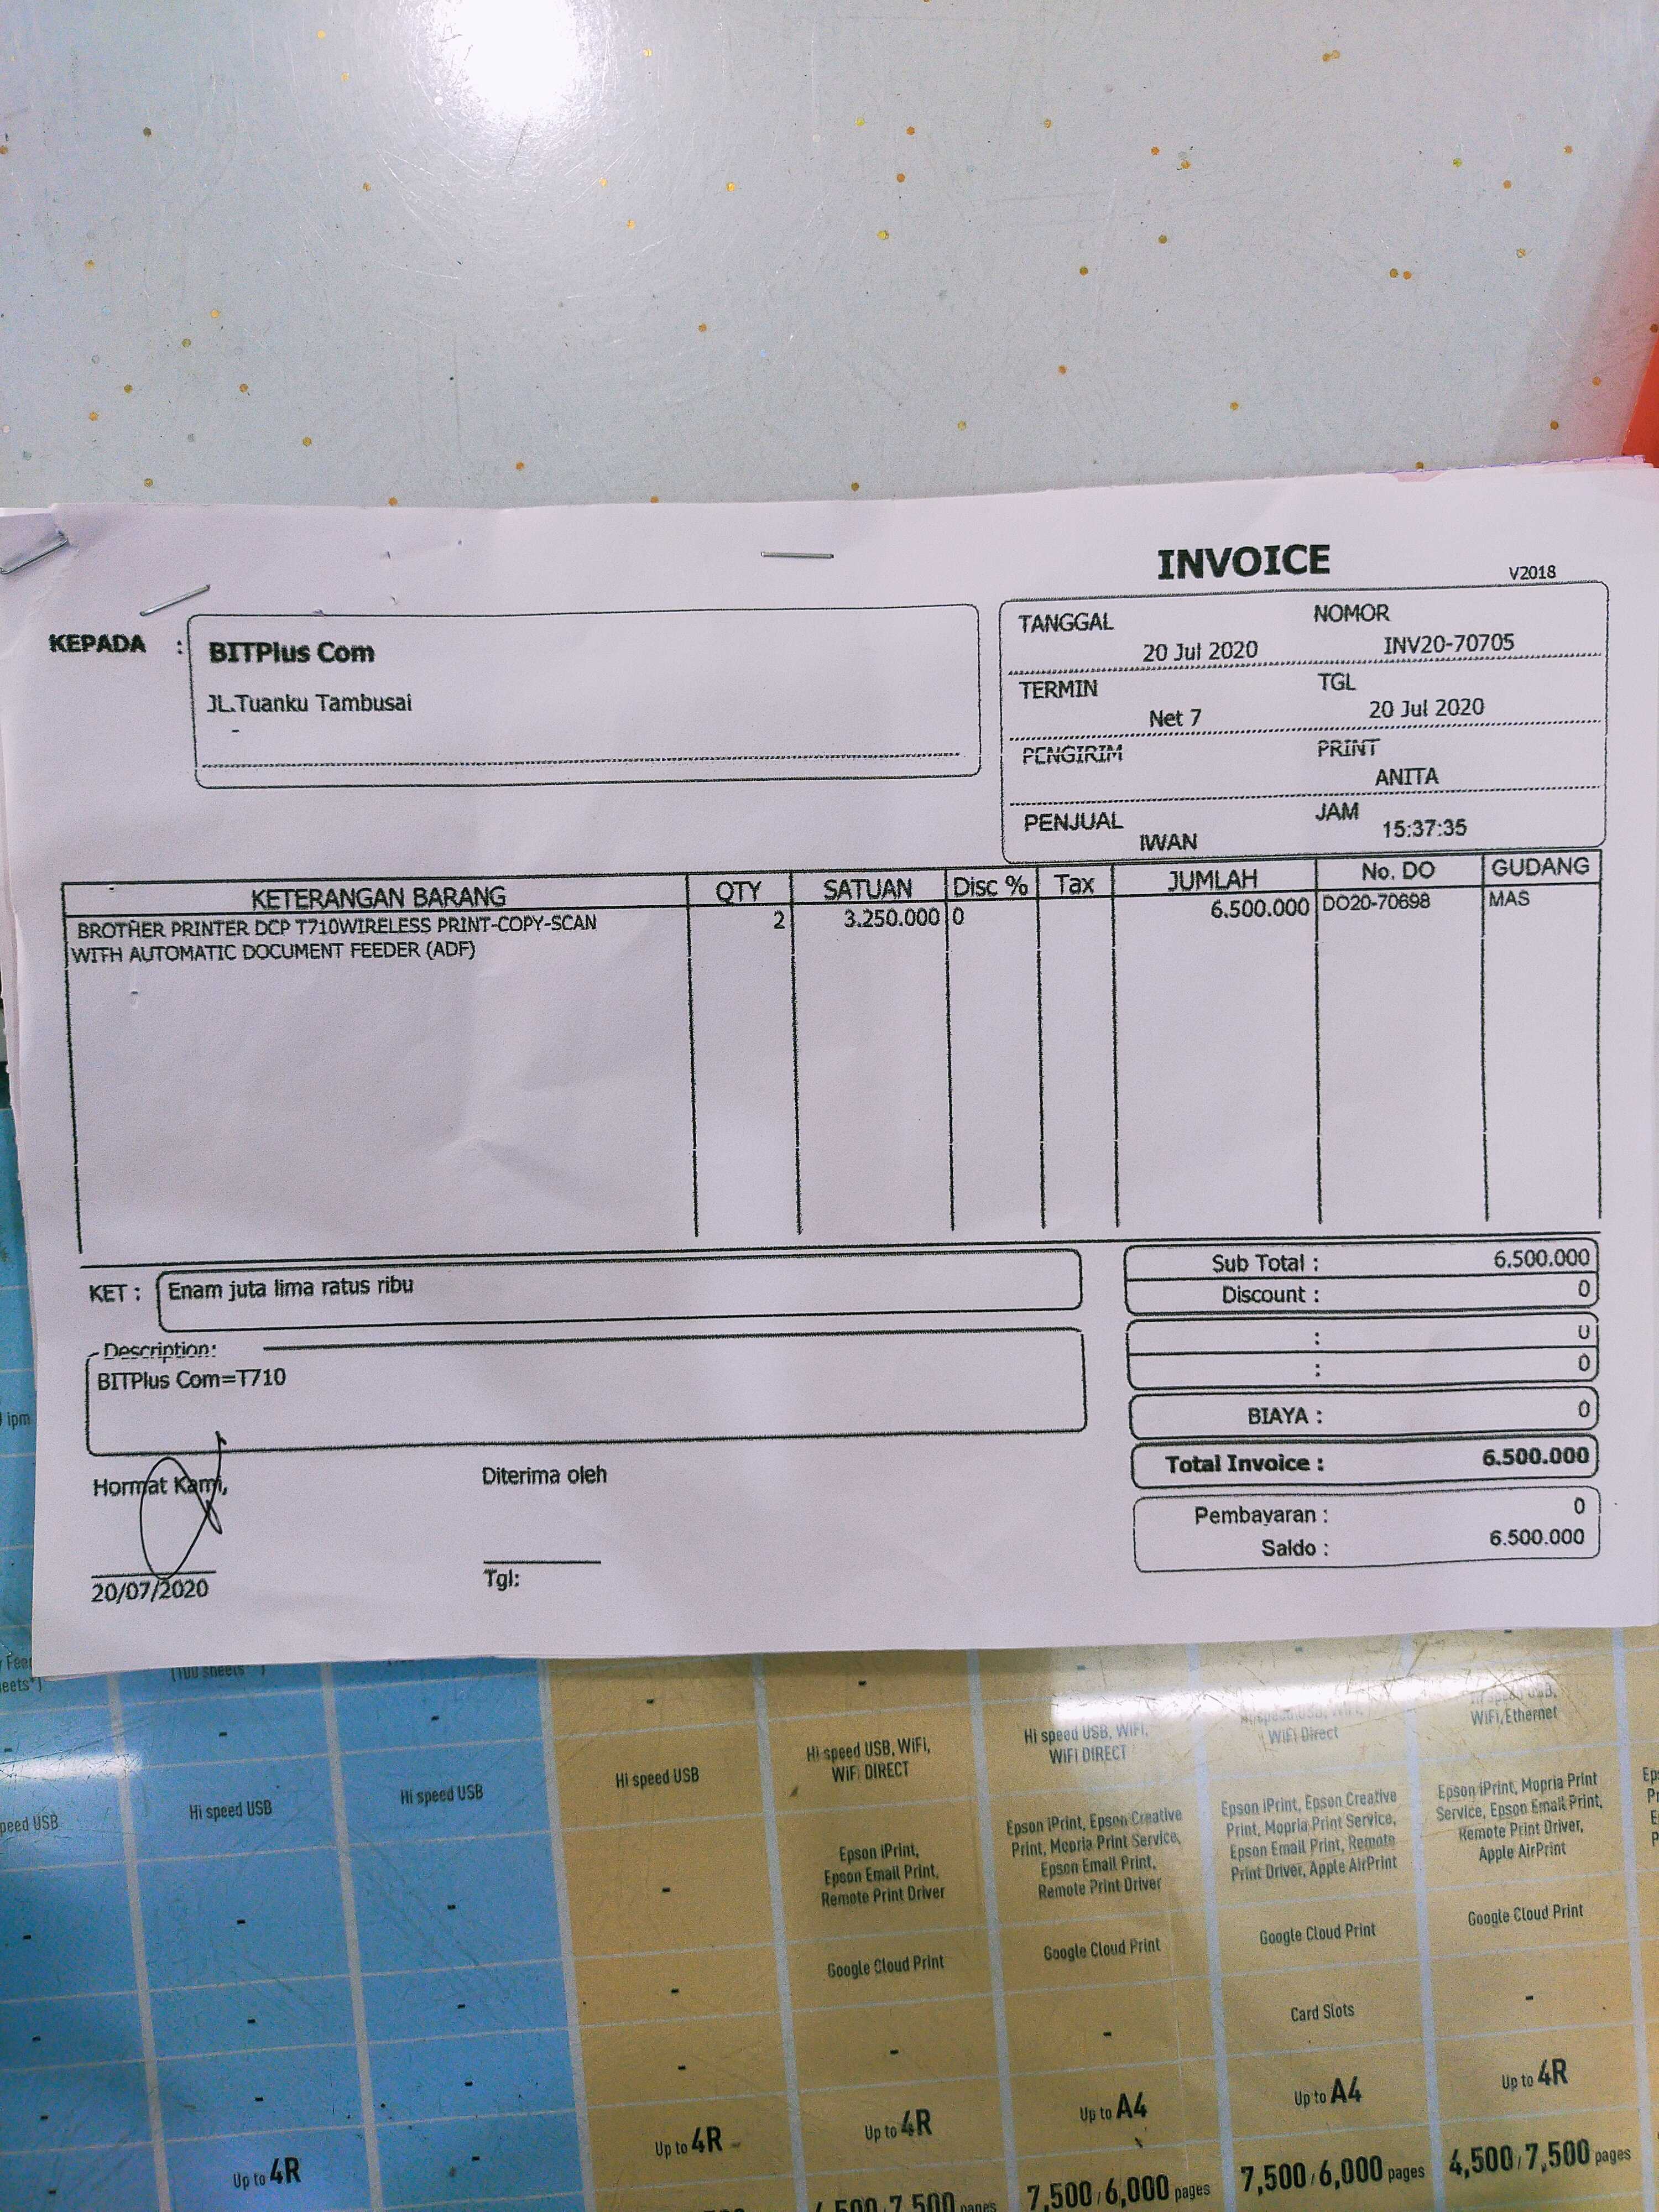 INVOICE
V2018
KEPADA :
BITPlus Com
JL.Tuanku Tambusai
-
TANGGAL NOMOR
20 Jul 2020 INV20-70705
TERMIN TGL
Net 7 20 Jul 2020
PENGIRIM PRINT
ANITA
PENJUAL JAM
IWAN 15:37:35
KETERANGAN BARANG QTY SATUAN Disc % Tax JUMLAH No. DO GUDANG
BROTHER PRINTER DCP T710WIRELESS PRINT-COPY-SCAN 2 3.250.000 0 6.500.000 DO20-70698 MAS
WITH AUTOMATIC DOCUMENT FEEDER (ADF)
-
KET : Enam juta lima ratus ribu
Sub Total : 6.500.000
Discount : 0
: 0
: 0
BIAYA : 0
Total Invoice : 6.500.000
Pembayaran : 0
Saldo : 6.500.000
Description:
BITPlus Com=T710
Hormat Kami, Diterima oleh
20/07/2020 Tgl:
ipm
(100 sheets
- - - -
Hi speed USB Hi speed USB Hi speed USB Hi speed USB, WiFi, Hi speed USB, WiFi, WiFi,Ethernet
WiFi DIRECT WiFi DIRECT WiFi Direct
- - - -
Epson iPrint,
Epson Email Print,
Remote Print Driver
Epson iPrint, Epson Creative
Print, Mopria Print Service,
Epson Email Print,
Remote Print Driver
Epson iPrint, Epson Creative
Print, Mopria Print Service,
Epson Email Print, Remote
Print Driver, Apple AirPrint
Epson iPrint, Mopria Print
Service, Epson Email Print,
Remote Print Driver,
Apple AirPrint
- - - - Google Cloud Print Google Cloud Print Google Cloud Print Google Cloud Print
- - - - - - Card Slots -
- Up to 4R - Up to 4R Up to 4R Up to A4 Up to A4 Up to 4R
7,500/6,000 pages 7,500/6,000 pages 4,500/7,500 pages